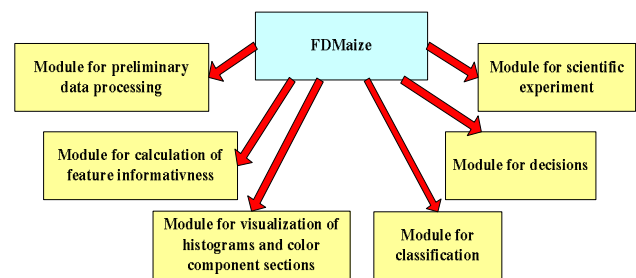 FDMaize
Module for preliminary
data processing
Module for scientific
experiment
Module for calculation of
feature informativness
Module for decisions
Module for visualization of
histograms and color
component sections
Module for
classification